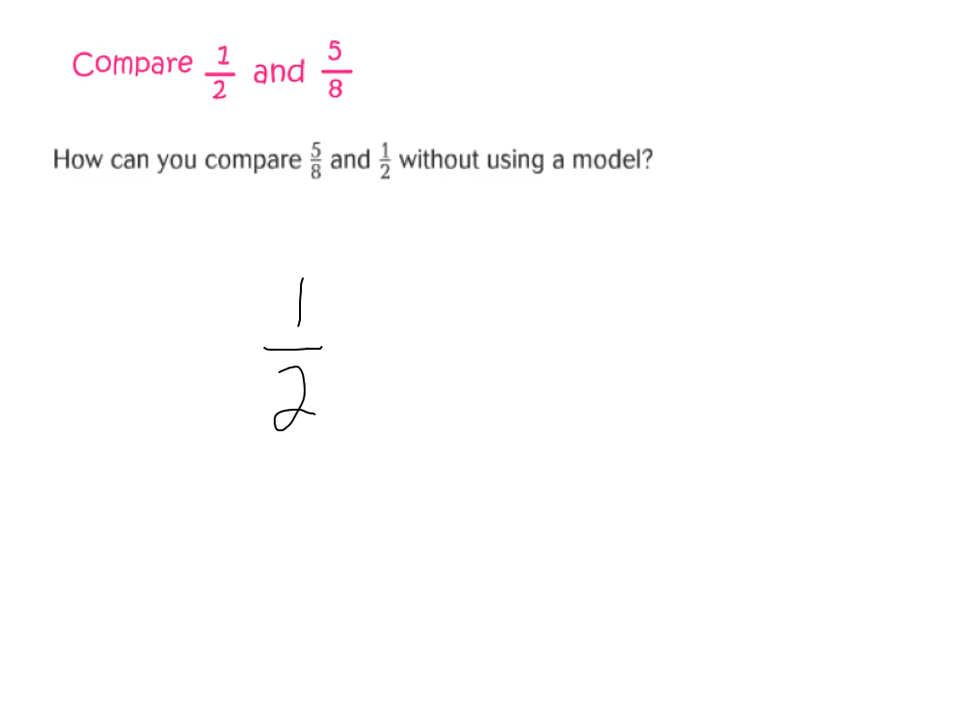 Compare 1/2 and 5/8
How can you compare 5/8 and 1/2 without using a model?
1/2